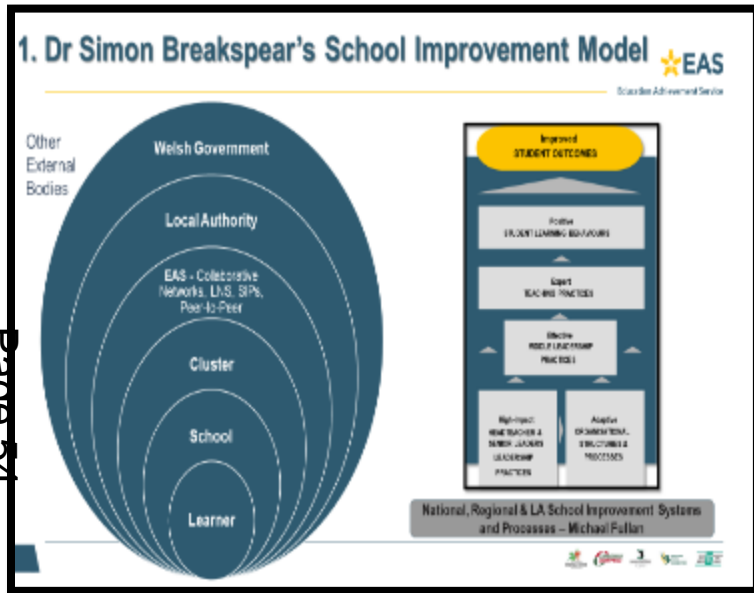 1. Dr Simon Breakspear's School Improvement Model
EAS
Education Achievement Service
Other
External
Bodies
Welsh Government
Local Authority
EAS - Collaborative
Networks, LNS, SIPs,
Peer-to-Peer
Cluster
School
Learner
Improved
STUDENT OUTCOMES
Positive
STUDENT LEARNING BEHAVIOURS
Expert
TEACHING PRACTICES
Effective
MIDDLE LEADERSHIP
PRACTICES
High-Impact
HEADTEACHER &
SENIOR LEADERS
LEADERSHIP
PRACTICES
Adaptive
ORGANISATIONAL
STRUCTURES &
PROCESSES
National, Regional & LA School Improvement Systems
and Processes – Michael Fullan